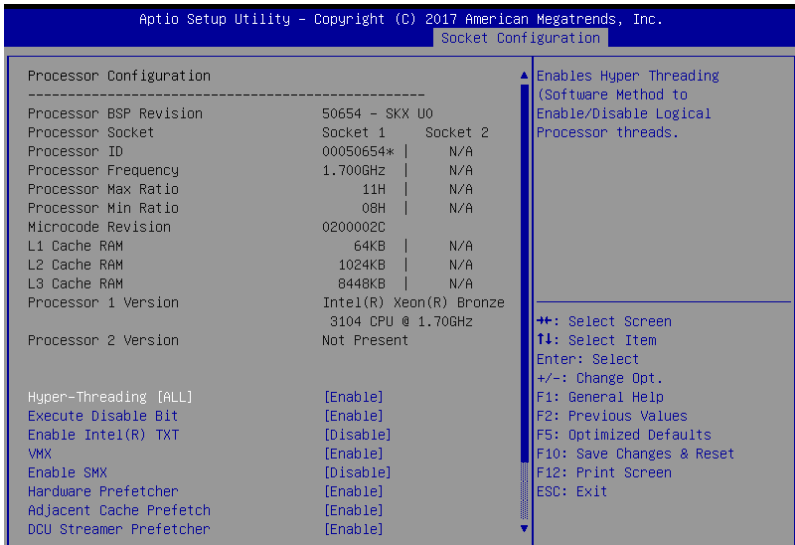 Aptio Setup Utility – Copyright (C) 2017 American Megatrends, Inc.
Socket Configuration
Processor Configuration
--------------------------------------------------
Processor BSP Revision 50654 - SKX U0
Processor Socket Socket 1 Socket 2
Processor ID 00050654* | N/A
Processor Frequency 1.700GHz | N/A
Processor Max Ratio 11H | N/A
Processor Min Ratio 08H | N/A
Microcode Revision 0200002C
L1 Cache RAM 64KB | N/A
L2 Cache RAM 1024KB | N/A
L3 Cache RAM 8448KB | N/A
Processor 1 Version Intel(R) Xeon(R) Bronze
3104 CPU @ 1.70GHz
Processor 2 Version Not Present
Hyper-Threading [ALL] [Enable]
Execute Disable Bit [Enable]
Enable Intel(R) TXT [Disable]
VMX [Enable]
Enable SMX [Disable]
Hardware Prefetcher [Enable]
Adjacent Cache Prefetch [Enable]
DCU Streamer Prefetcher [Enable]
Enables Hyper Threading
(Software Method to
Enable/Disable Logical
Processor threads.
→←: Select Screen
↑↓: Select Item
Enter: Select
+/-: Change Opt.
F1: General Help
F2: Previous Values
F5: Optimized Defaults
F10: Save Changes & Reset
F12: Print Screen
ESC: Exit